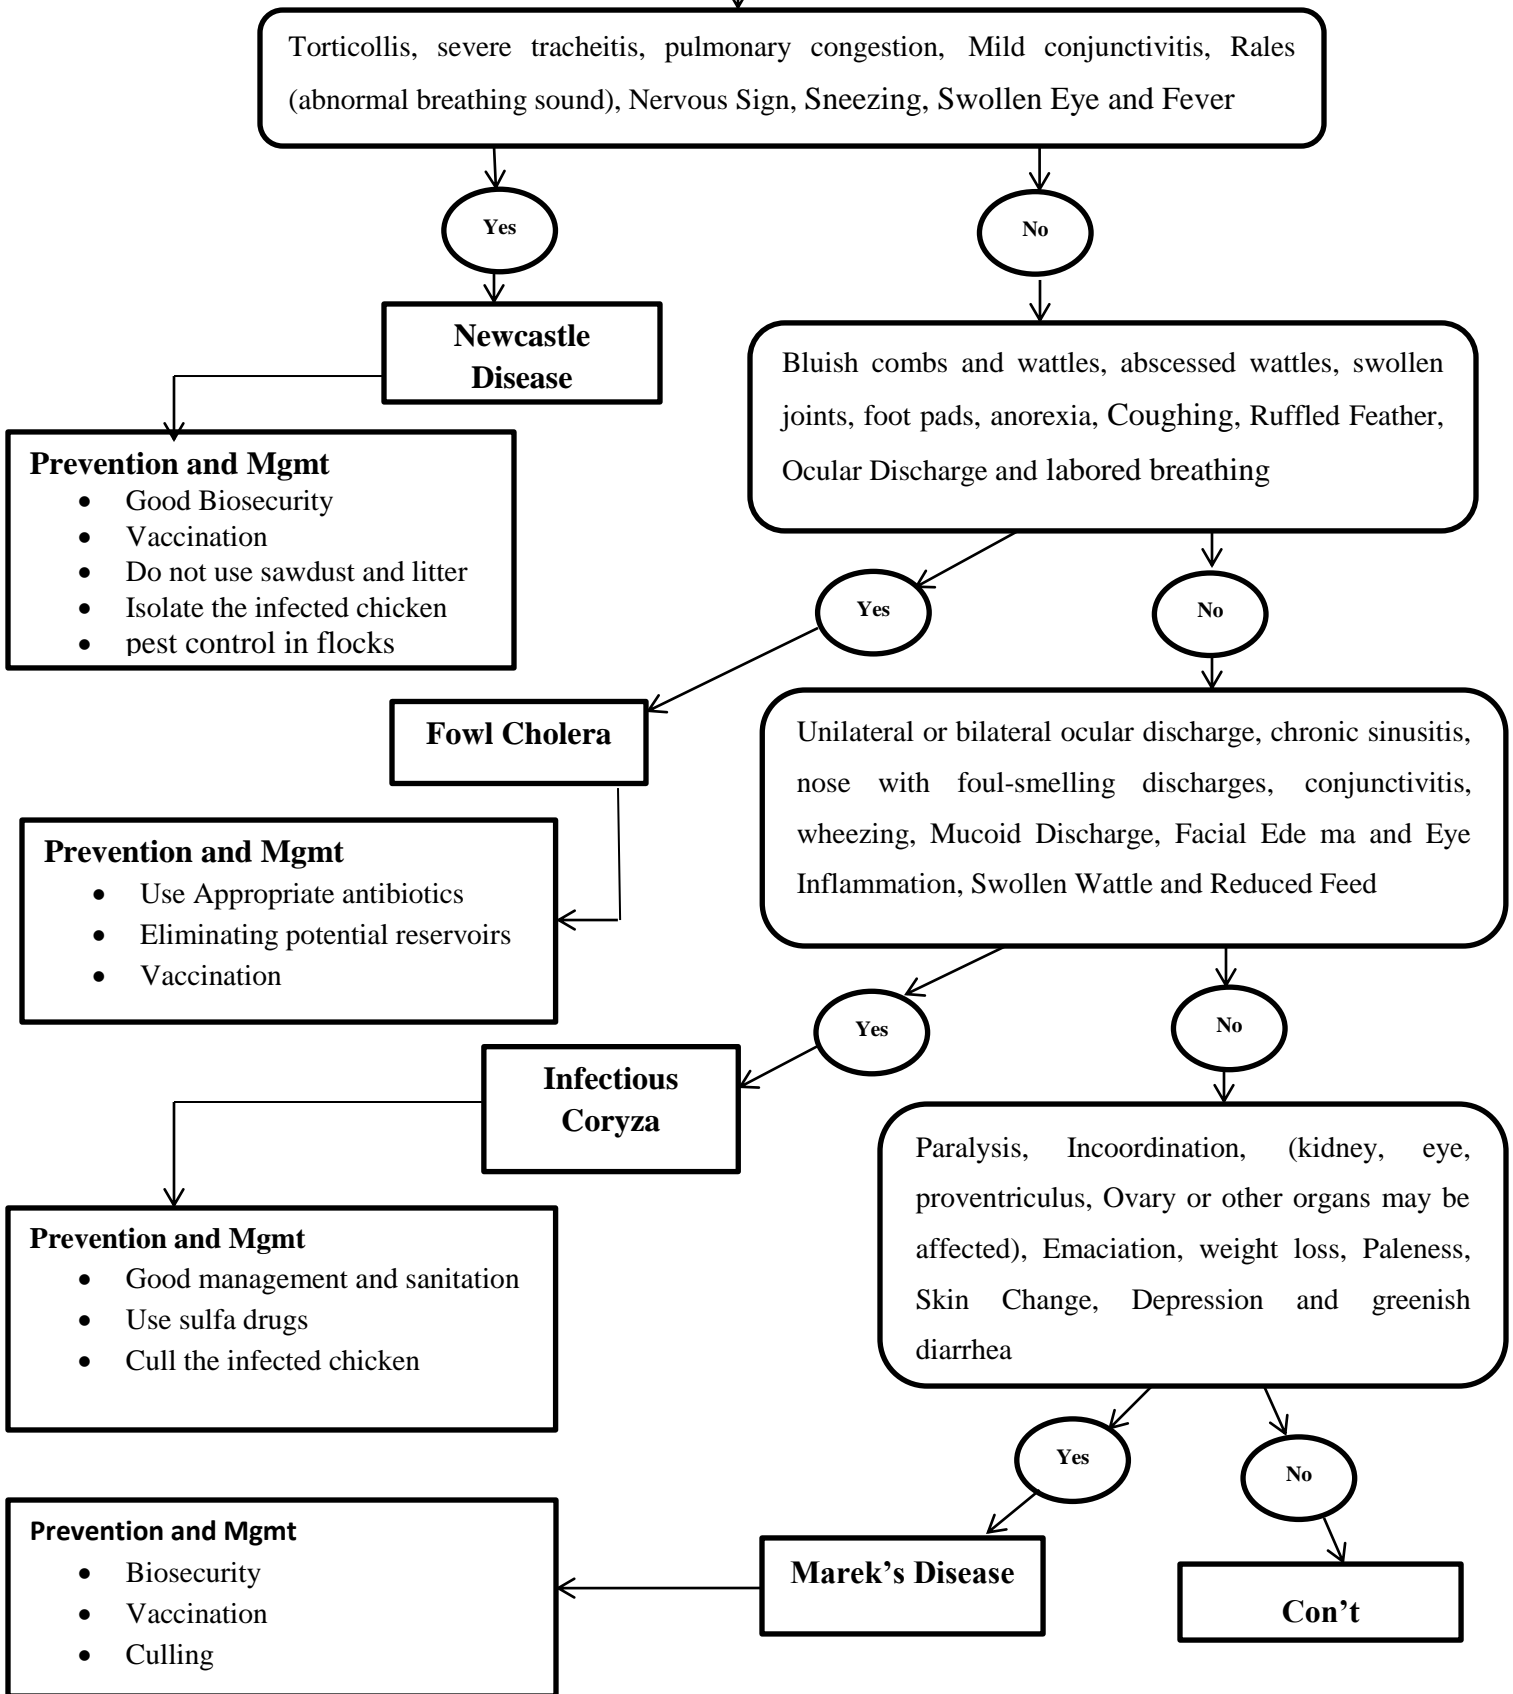 Torticollis, severe tracheitis, pulmonary congestion, Mild conjunctivitis, Rales
(abnormal breathing sound), Nervous Sign, Sneezing, Swollen Eye and Fever
Yes
No
Newcastle
Disease
Bluish combs and wattles, abscessed wattles, swollen
joints, foot pads, anorexia, Coughing, Ruffled Feather,
Ocular Discharge and labored breathing
Prevention and Mgmt
• Good Biosecurity
• Vaccination
• Do not use sawdust and litter
• Isolate the infected chicken
• pest control in flocks
Yes
No
Fowl Cholera
Unilateral or bilateral ocular discharge, chronic sinusitis,
nose with foul-smelling discharges, conjunctivitis,
wheezing, Mucoid Discharge, Facial Ede ma and Eye
Inflammation, Swollen Wattle and Reduced Feed
Prevention and Mgmt
• Use Appropriate antibiotics
• Eliminating potential reservoirs
• Vaccination
Yes
No
Infectious
Coryza
Paralysis, Incoordination, (kidney, eye,
proventriculus, Ovary or other organs may be
affected), Emaciation, weight loss, Paleness,
Skin Change, Depression and greenish
diarrhea
Prevention and Mgmt
• Good management and sanitation
• Use sulfa drugs
• Cull the infected chicken
Yes
No
Prevention and Mgmt
• Biosecurity
• Vaccination
• Culling
Marek’s Disease
Con’t